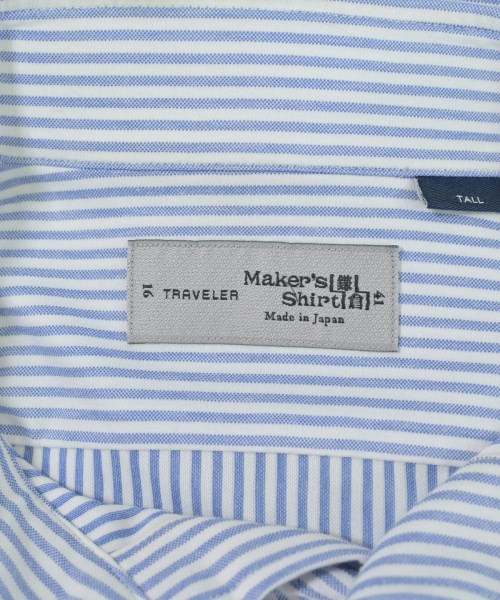 TALL
16 TRAVELER
Maker's 鎌
Shirt 倉 41
Made in Japan